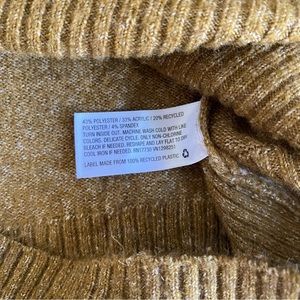 43% POLYESTER / 33% ACRYLIC / 20% RECYCLED
POLYESTER / 4% SPANDEX
TURN INSIDE OUT. MACHINE WASH COLD WITH LIKE
COLORS, DELICATE CYCLE. ONLY NON-CHLORINE
BLEACH IF NEEDED. RESHAPE AND LAY FLAT TO DRY
COOL IRON IF NEEDED. RN17730 VN1298251
LABEL MADE FROM 100% RECYCLED PLASTIC